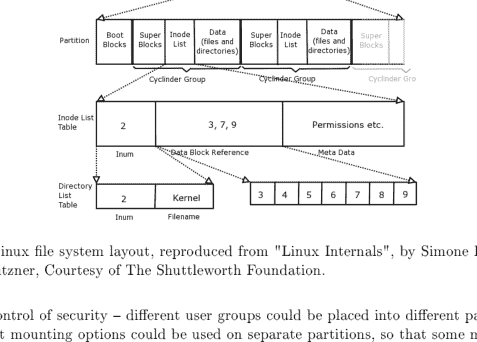 Partition
Boot Blocks
Super Blocks
Inode List
Data (files and directories)
Super Blocks
Inode List
Data (files and directories)
Super Blocks
Cyclinder Group
Cyclinder Group
Cyclinder Gro
Inode List Table
2
3, 7, 9
Permissions etc.
Inum
Data Block Reference
Meta Data
Directory List Table
2
Kernel
3 4 5 6 7 8 9
Inum
Filename
inux file system layout, reproduced from "Linux Internals", by Simone
tzner, Courtesy of The Shuttleworth Foundation.
ontrol of security – different user groups could be placed into different pa
t mounting options could be used on separate partitions, so that some m